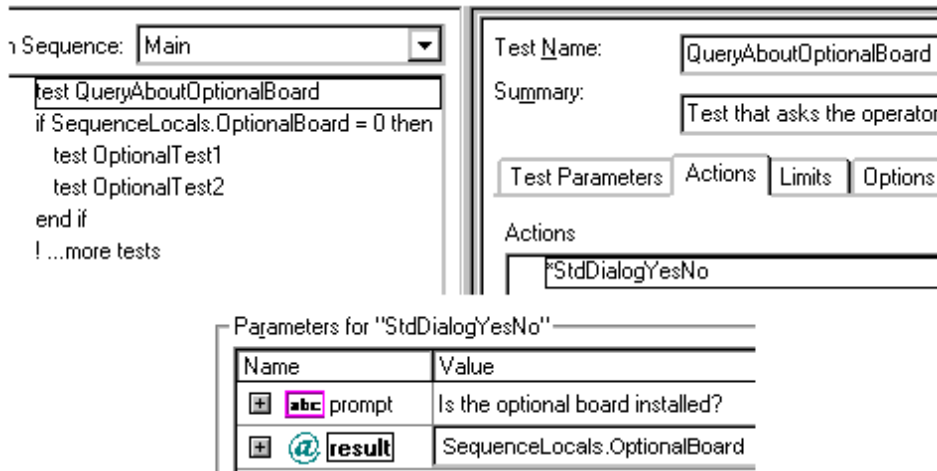 n Sequence: Main
test QueryAboutOptionalBoard
if SequenceLocals.OptionalBoard = 0 then
test OptionalTest1
test OptionalTest2
end if
! ...more tests
Test Name: QueryAboutOptionalBoard
Summary:
Test that asks the operator
Test Parameters Actions Limits Options
Actions
*StdDialogYesNo
Parameters for "StdDialogYesNo"
Name Value
abc prompt Is the optional board installed?
@ result SequenceLocals.OptionalBoard